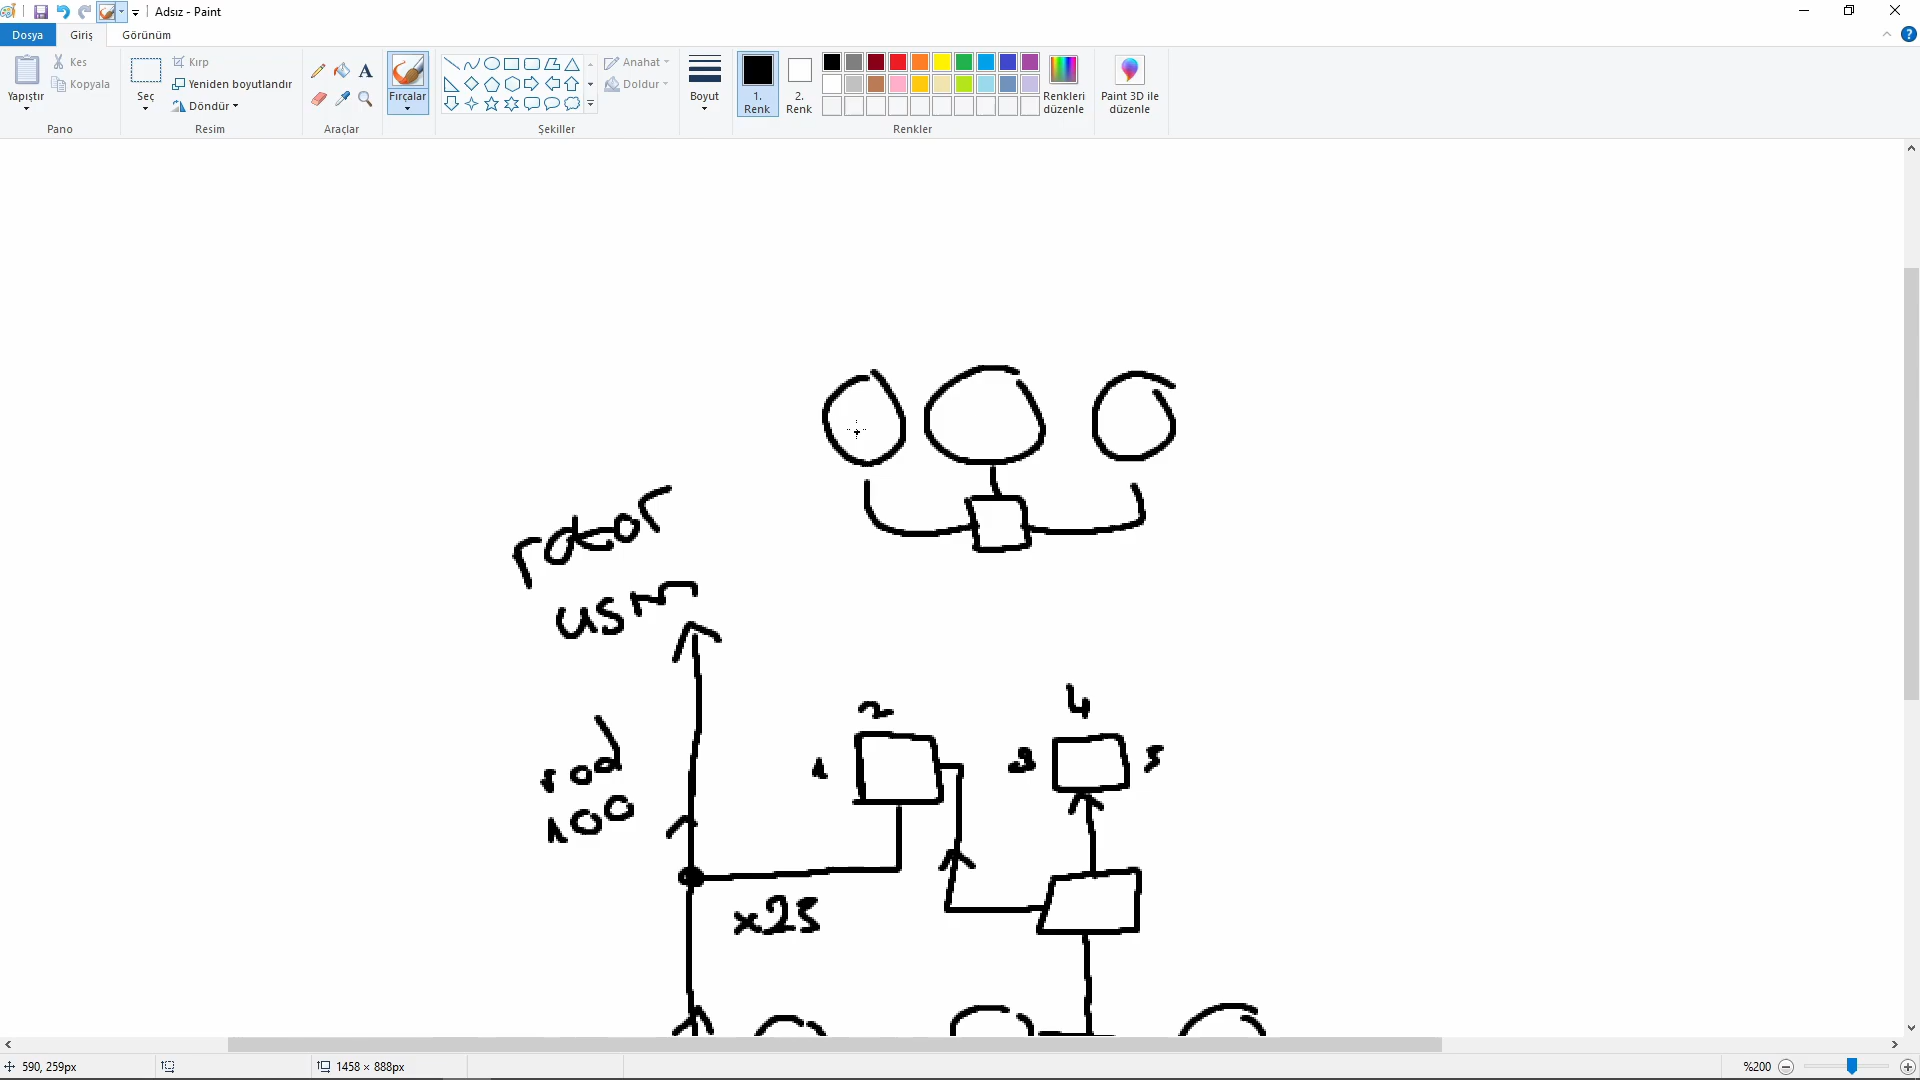 Adsız - Paint
Dosya
Giriş
Görünüm
Yapıştır
Kes
Kopyala
Pano
Seç
Kırp
Yeniden boyutlandır
Döndür
Resim
A
Araçlar
Fırçalar
Şekiller
Anahat
Doldur
Boyut
1.
Renk
2.
Renk
Renkler
Renkleri
düzenle
Paint 3D ile
düzenle
rotor
usm
rod
100
2
1
4
3
5
x25
590, 259px
1458 × 888px
%200